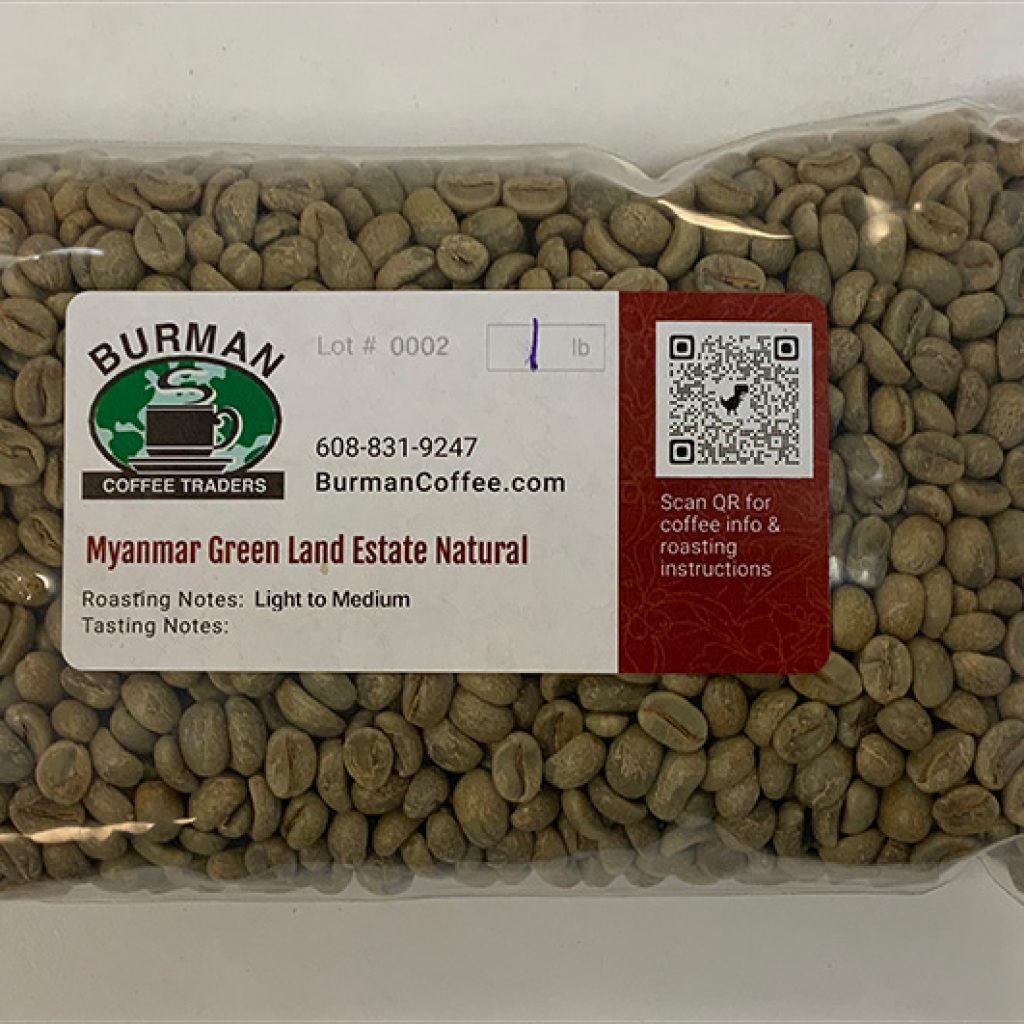 BURMAN
COFFEE TRADERS
Lot # 0002
1 lb
608-831-9247
BurmanCoffee.com
Myanmar Green Land Estate Natural
Roasting Notes: Light to Medium
Tasting Notes:
Scan QR for
coffee info &
roasting
instructions